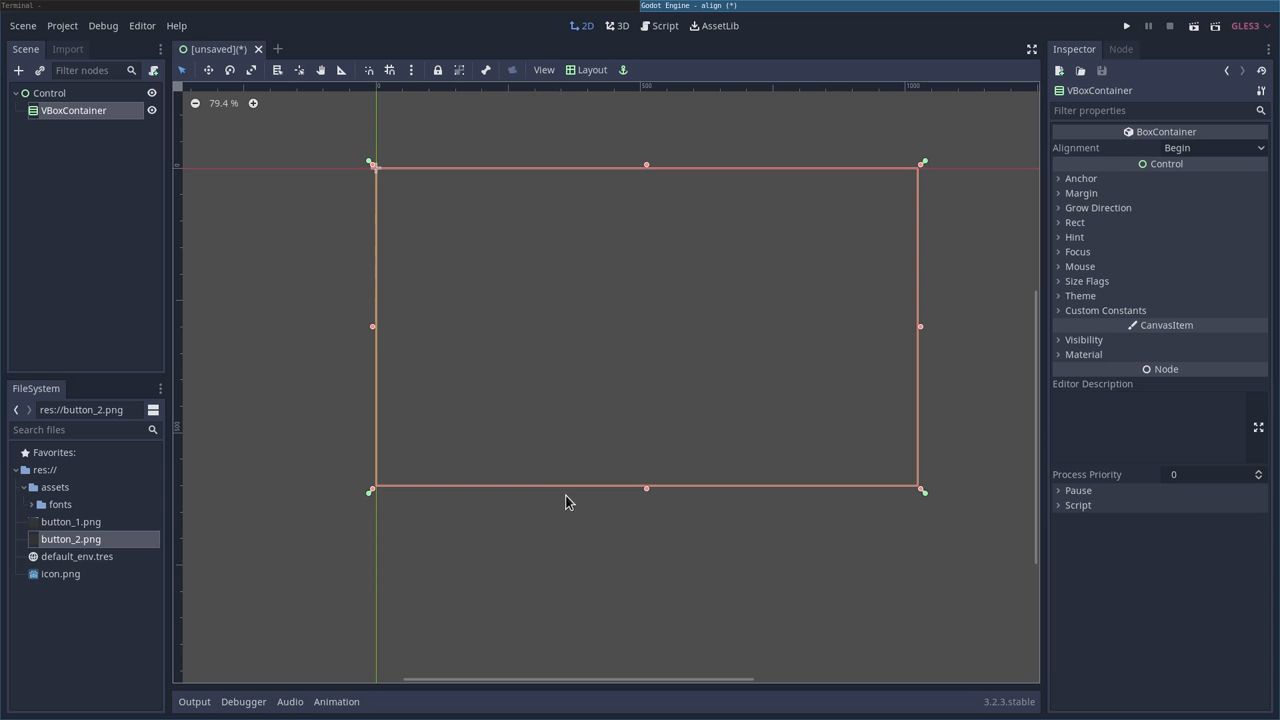 Terminal -
Godot Engine - align (*)
Scene Project Debug Editor Help
2D 3D Script AssetLib
GLES3
Scene Import
[unsaved](*)
Inspector Node
Filter nodes
View Layout
Control
VBoxContainer
79.4 %
0 500 1000
0
500
VBoxContainer
Filter properties
BoxContainer
Alignment Begin
Control
Anchor
Margin
Grow Direction
Rect
Hint
Focus
Mouse
Size Flags
Theme
Custom Constants
CanvasItem
Visibility
Material
Node
Editor Description
Process Priority 0
Pause
Script
FileSystem
res://button_2.png
Search files
Favorites:
res://
assets
fonts
button_1.png
button_2.png
default_env.tres
icon.png
Output Debugger Audio Animation
3.2.3.stable